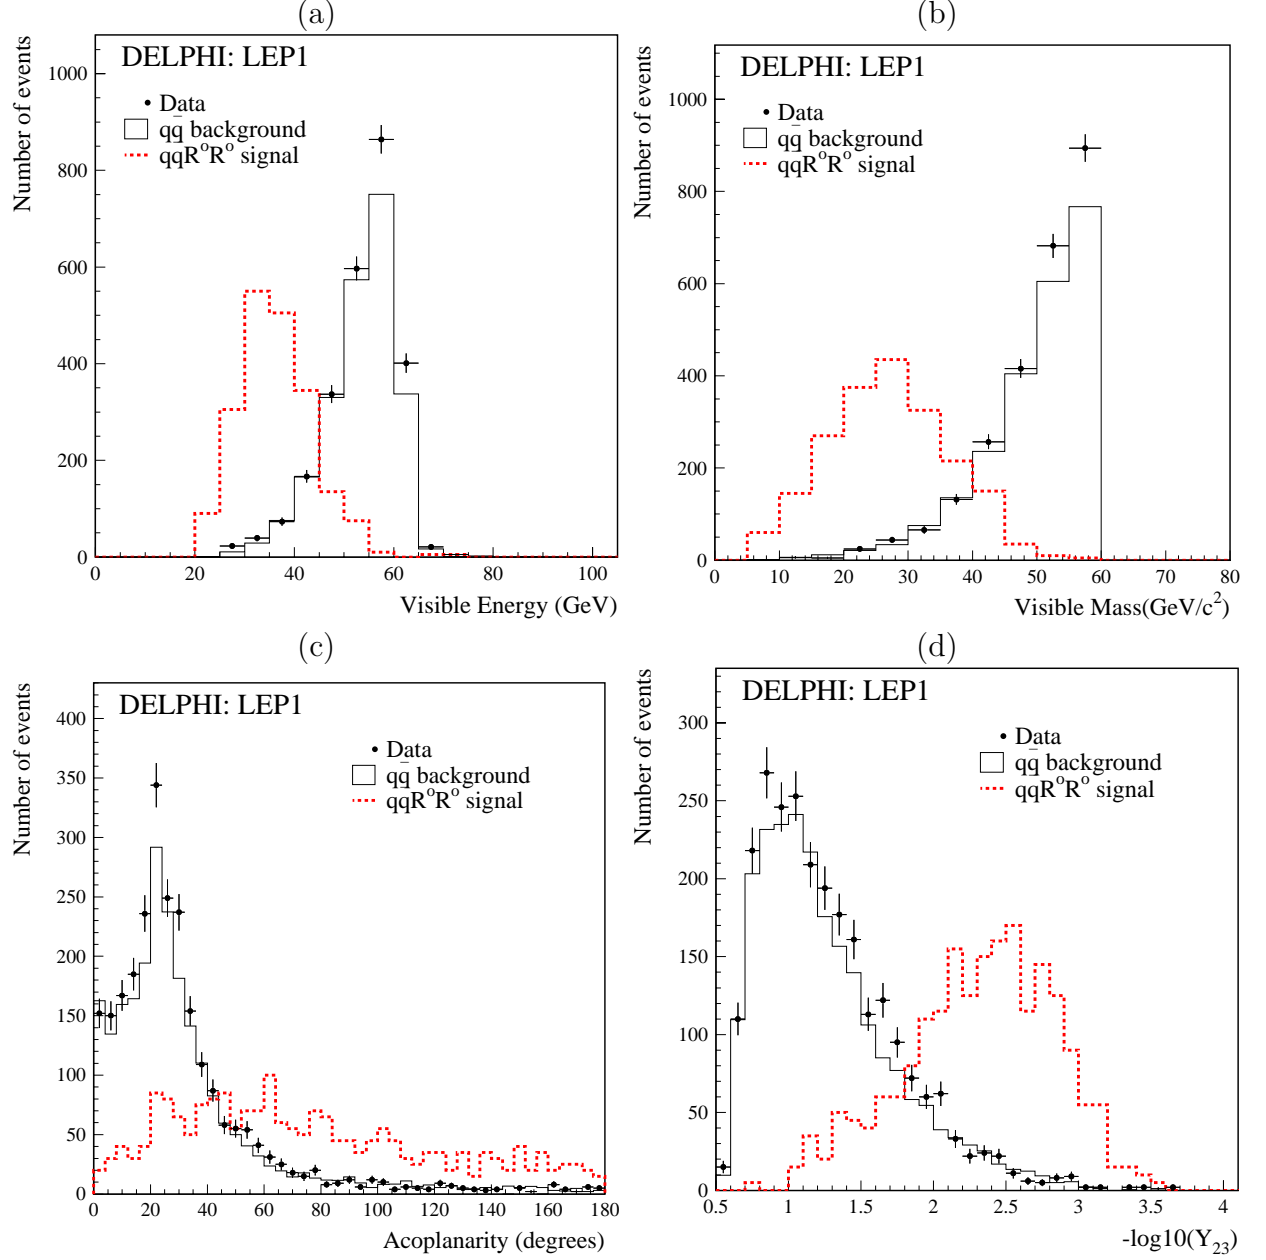 (a)
DELPHI: LEP1
Data
qq̄ background
qqR⁰R⁰ signal
Number of events
1000
800
600
400
200
0
0 20 40 60 80 100
Visible Energy (GeV)
(b)
DELPHI: LEP1
Data
qq̄ background
qqR⁰R⁰ signal
Number of events
1000
800
600
400
200
0
0 10 20 30 40 50 60 70 80
Visible Mass(GeV/c²)
(c)
DELPHI: LEP1
Data
qq̄ background
qqR⁰R⁰ signal
Number of events
400
350
300
250
200
150
100
50
0
0 20 40 60 80 100 120 140 160 180
Acoplanarity (degrees)
(d)
DELPHI: LEP1
Data
qq̄ background
qqR⁰R⁰ signal
Number of events
300
250
200
150
100
50
0
0.5 1 1.5 2 2.5 3 3.5 4
-log10(Y₂₃)